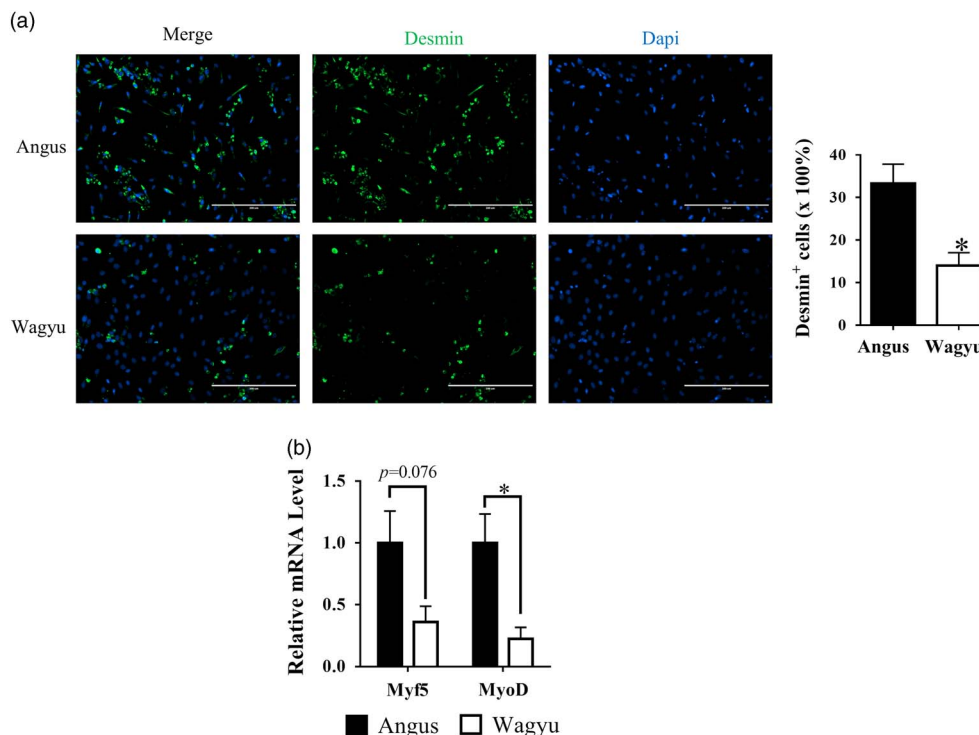 (a)
Merge
Desmin
Dapi
Angus
Wagyu
Desmin+ cells (x 100%)
40
30
20
10
0
*
Angus
Wagyu
(b)
Relative mRNA Level
1.5
1.0
0.5
0.0
p=0.076
*
Myf5
MyoD
Angus
Wagyu